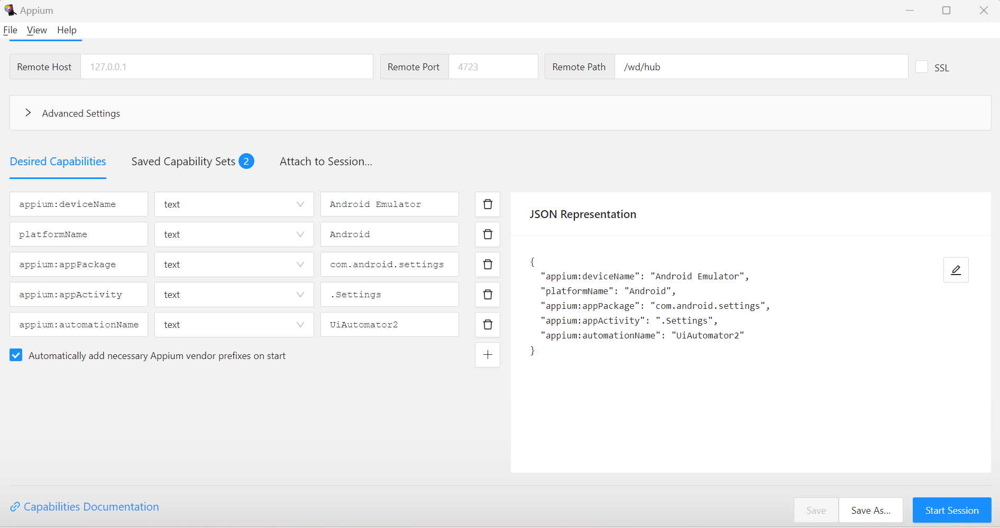 Appium
File View Help
Remote Host 127.0.0.1 Remote Port 4723 Remote Path /wd/hub SSL
Advanced Settings
Desired Capabilities Saved Capability Sets 2 Attach to Session...
appium:deviceName text Android Emulator
platformName text Android
appium:appPackage text com.android.settings
appium:appActivity text .Settings
appium:automationName text UiAutomator2
Automatically add necessary Appium vendor prefixes on start
JSON Representation
{
"appium:deviceName": "Android Emulator",
"platformName": "Android",
"appium:appPackage": "com.android.settings",
"appium:appActivity": ".Settings",
"appium:automationName": "UiAutomator2"
}
Capabilities Documentation
Save Save As... Start Session